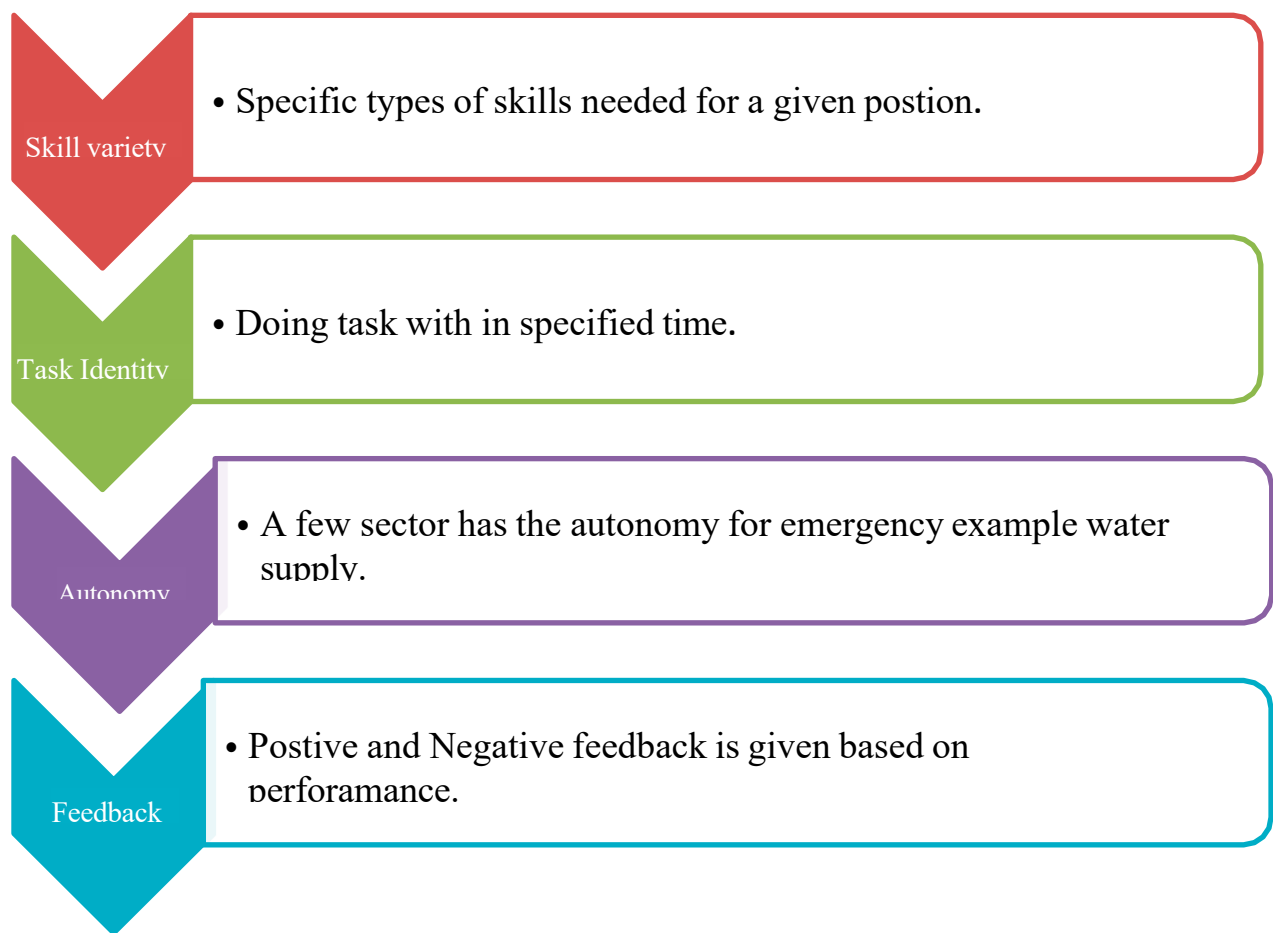 Skill variety
• Specific types of skills needed for a given postion.
Task Identity
• Doing task with in specified time.
Autonomy
• A few sector has the autonomy for emergency example water
supply.
Feedback
• Postive and Negative feedback is given based on
perforamance.